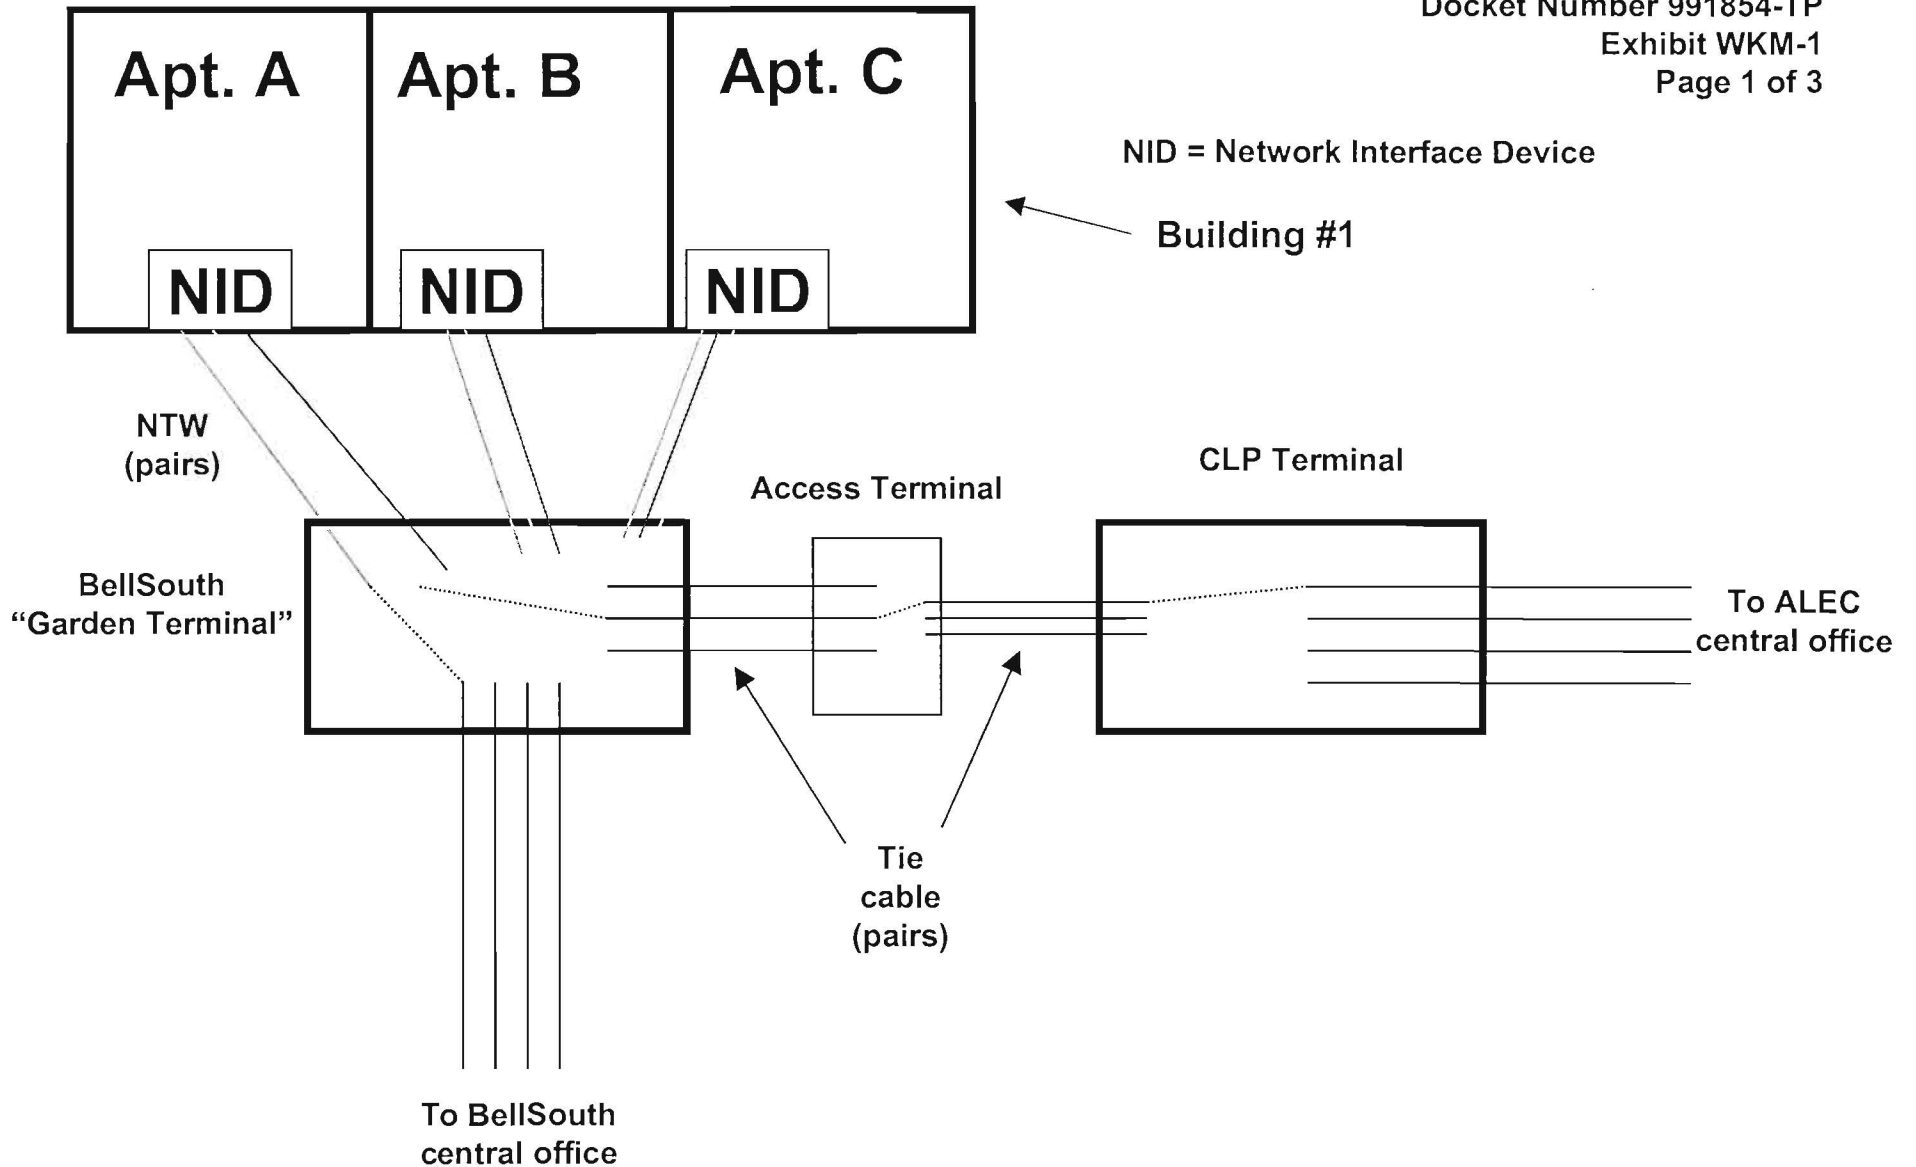 Docket Number 991854-TP
Exhibit WKM-1
Page 1 of 3
Apt. A
Apt. B
Apt. C
NID = Network Interface Device
Building #1
NID
NID
NID
NTW
(pairs)
CLP Terminal
Access Terminal
BellSouth
“Garden Terminal”
To ALEC
central office
Tie
cable
(pairs)
To BellSouth
central office